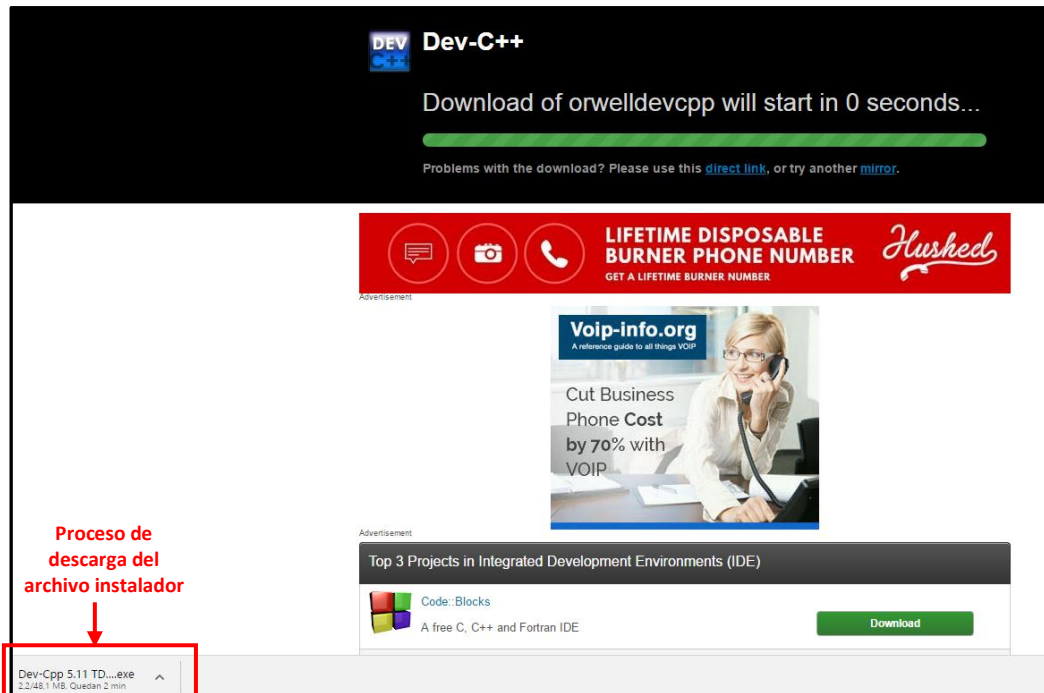 DEV
C++
Dev-C++
Download of orwelldevcpp will start in 0 seconds...
Problems with the download? Please use this direct link, or try another mirror.
LIFETIME DISPOSABLE
BURNER PHONE NUMBER
GET A LIFETIME BURNER NUMBER
Hushed
Advertisement
Voip-info.org
A reference guide to all things VOIP
Cut Business
Phone Cost
by 70% with
VOIP
Advertisement
Top 3 Projects in Integrated Development Environments (IDE)
Code::Blocks
A free C, C++ and Fortran IDE
Download
Proceso de
descarga del
archivo instalador
Dev-Cpp 5.11 TD....exe
2,2/48,1 MB, Quedan 2 min